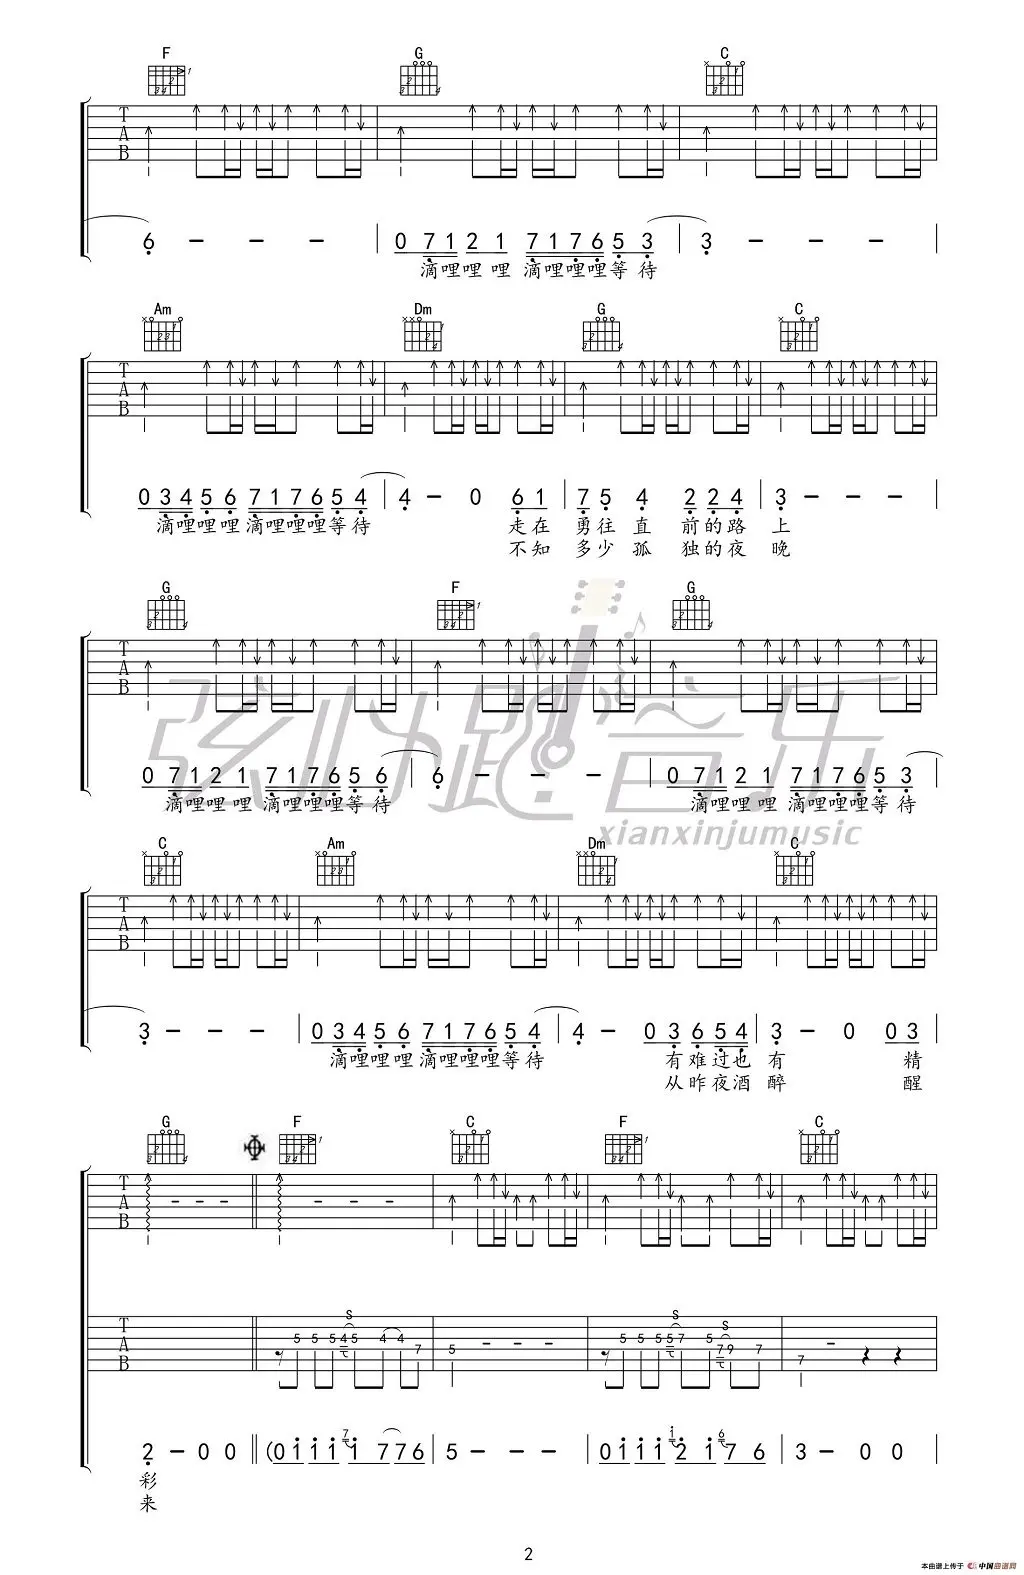 F G C
T
A
B
6 - - - 0 7 1 2 1 7 1 7 6 5 3 3 - - -
滴哩哩哩 滴哩哩哩等待
Am Dm G C
T
A
B
0 3 4 5 6 7 1 7 6 5 4 4 - 0 6 1 7 5 4 2 2 4 3 - - -
滴哩哩哩 滴哩哩哩等待 走在 勇往 直 前的路 上
不知 多少 孤 独的夜 晚
G F G
T
A
B
0 7 1 2 1 7 1 7 6 5 6 6 - - - 0 7 1 2 1 7 1 7 6 5 3
滴哩哩哩 滴哩哩哩等待 滴哩哩哩 滴哩哩哩等待
弦心距音乐
xianxinjumusic
C Am Dm C
T
A
B
3 - - - 0 3 4 5 6 7 1 7 6 5 4 4 - 0 3 6 5 4 3 - 0 0 3
滴哩哩哩 滴哩哩哩等待 有难过也 有 精
从昨夜酒 醉 醒
G F C F C
T
A
B
S S S
T
A
B
5 5 5 4 5 4 4 7 5 5 5 5 5 7 5 7 9 7 7
2 - 0 0 (0 1 1 1 7 1 7 7 6 5 - - - 0 1 1 1 1 2 1 6 7 6 3 - 0 0
彩
来
2
本曲谱上传于 中国曲谱网